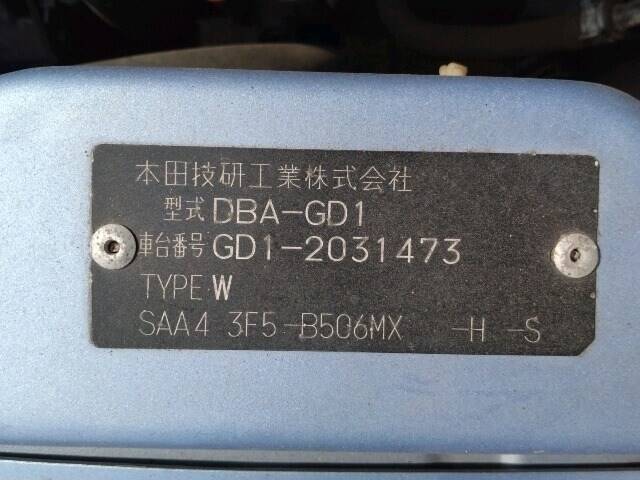 本田技研工業株式会社
型式 DBA-GD1
車台番号 GD1-2031473
TYPE W
SAA4 3F5-B506MX -H -S